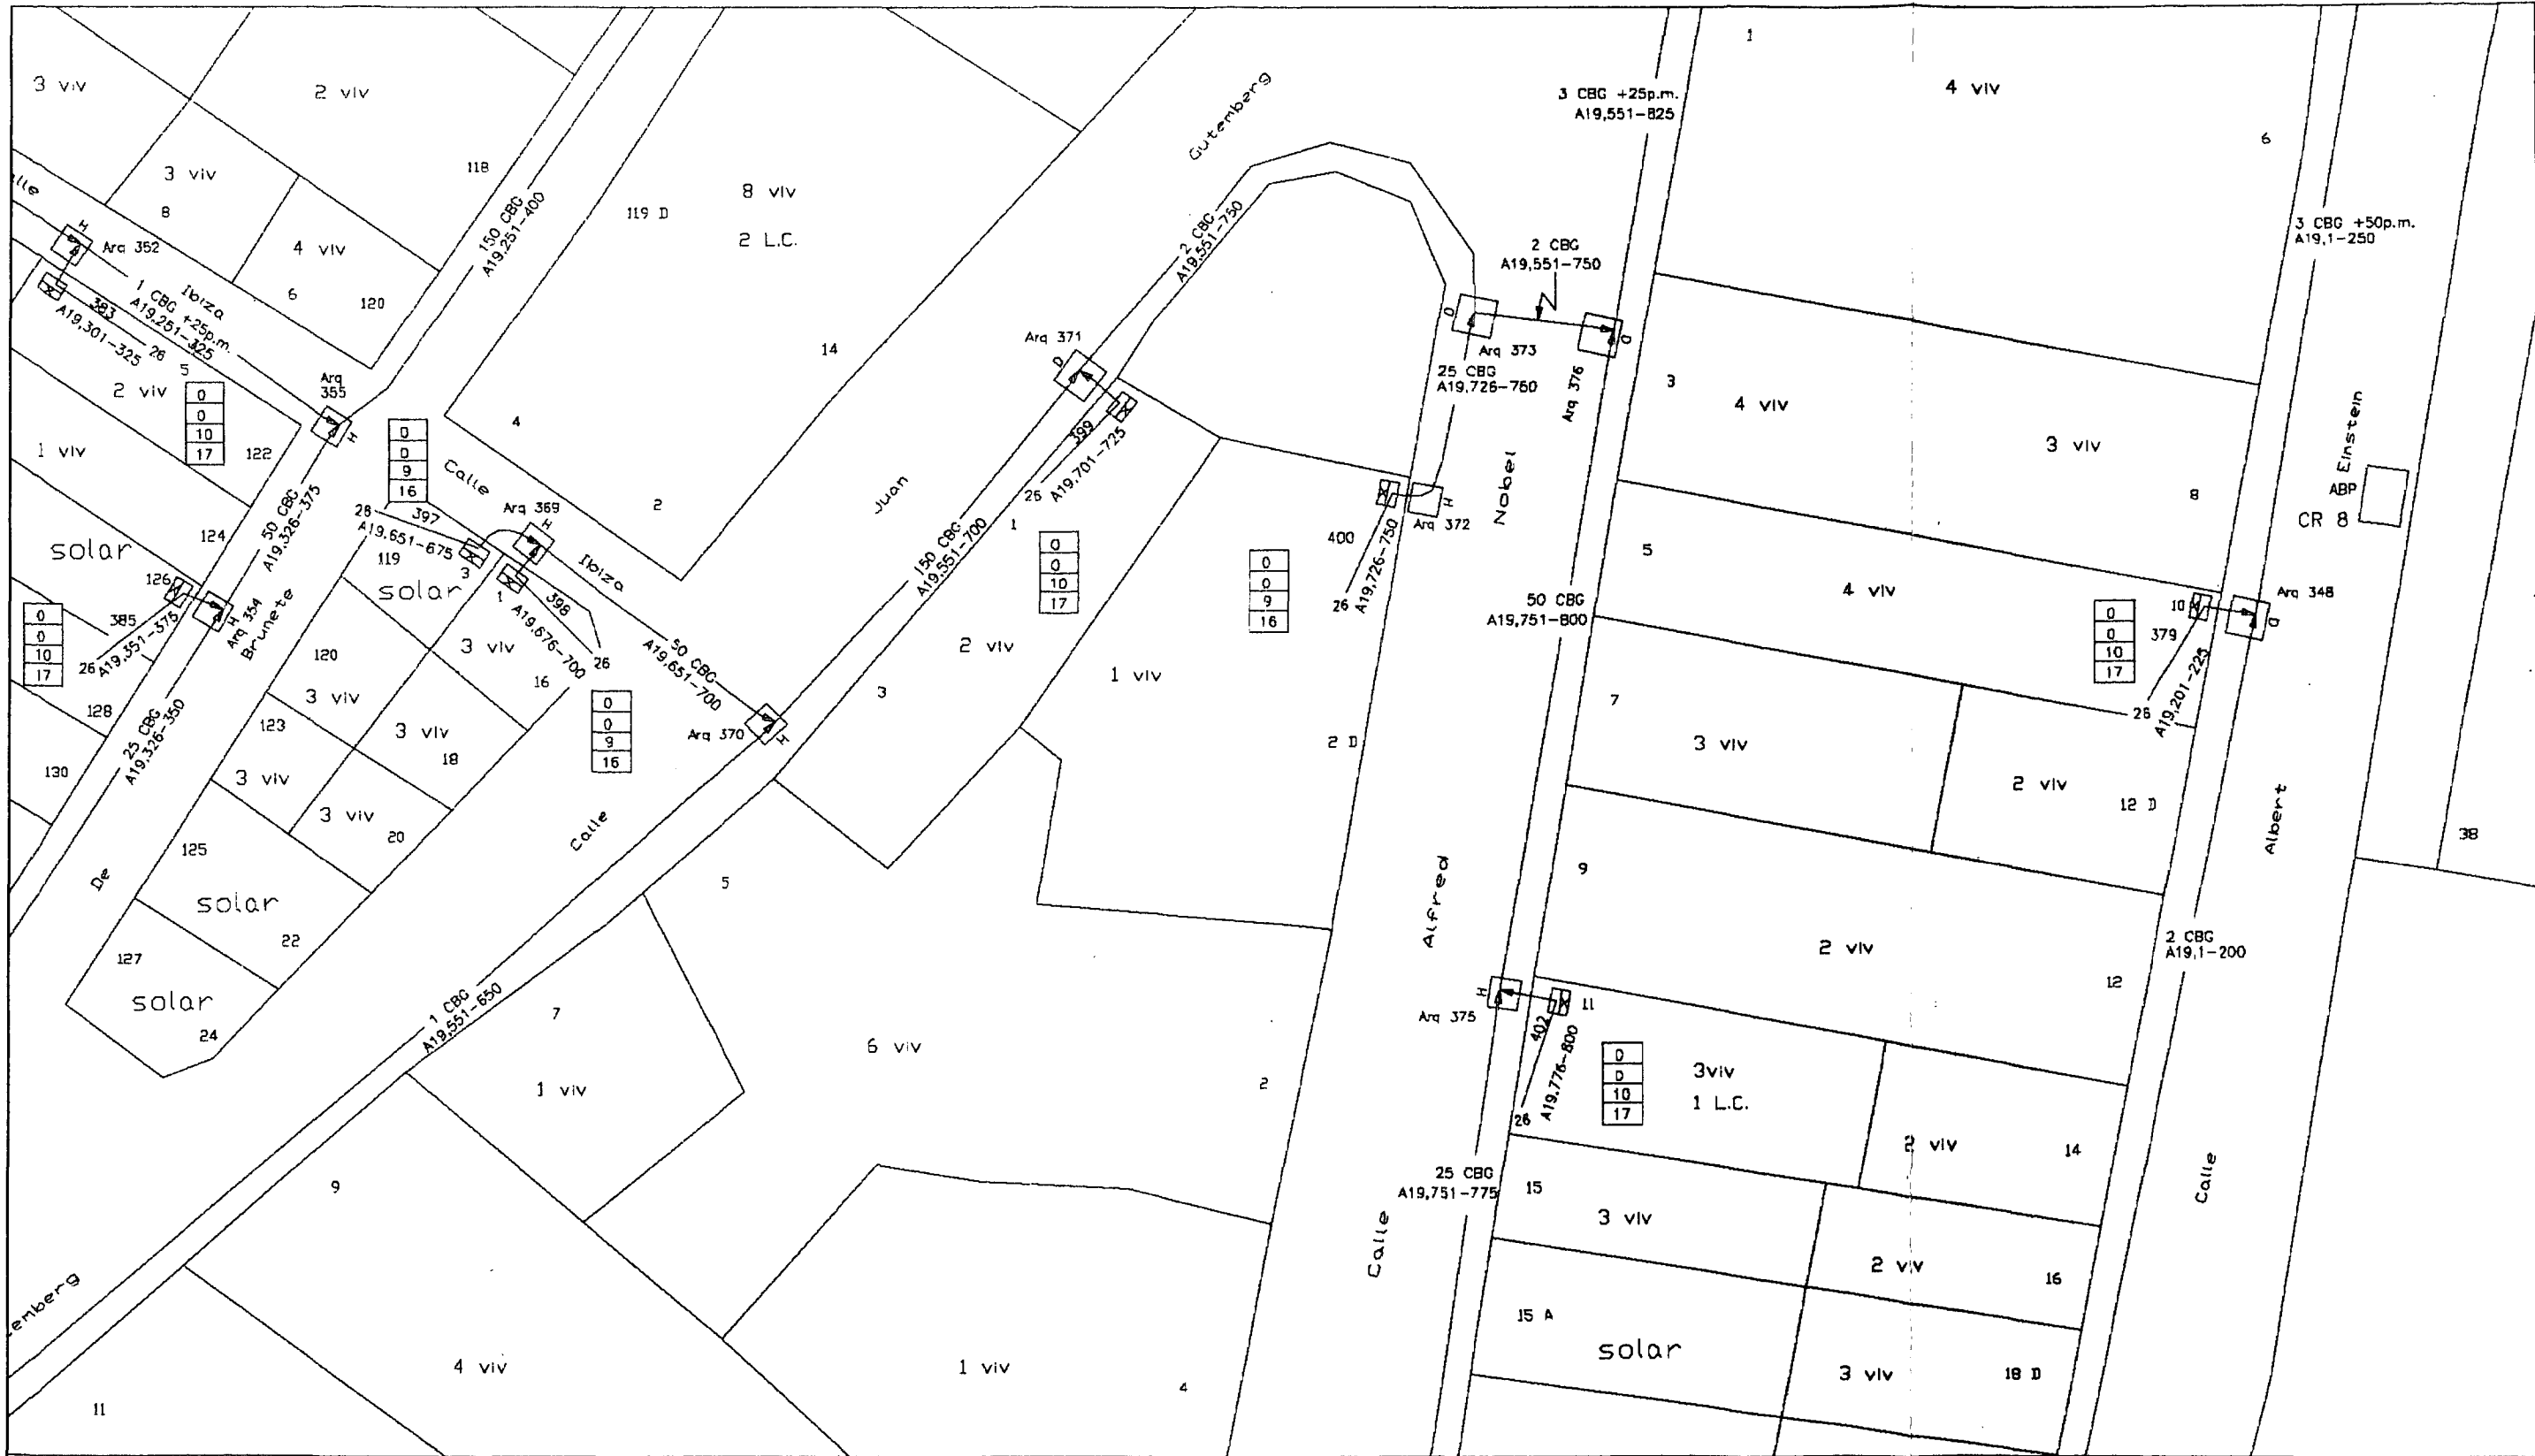 3 viv
2 viv
118
3 viv
8
lle
H
Arq 352
4 viv
6
120
Ibiza
1 CBG +25p.m.
A19,251-325
383
A19,301-325
26
5
2 viv
0
0
10
17
1 viv
122
Arq
355
H
150 CBG
A19,251-400
119 D
8 viv
2 L.C.
14
4
2
50 CBG
A19,326-375
124
solar
126
385
A19,351-375
26
H
Arq 354
Brunete
0
0
10
17
128
130
25 CBG
A19,326-350
De
D
D
9
16
Calle
Arq 369
H
26
397
A19,651-675
119
3
solar
1
398
A19,676-700
26
Ibiza
50 CBG
A19,651-700
120
3 viv
16
3 viv
123
3 viv
18
3 viv
3 viv
20
125
solar
22
127
solar
24
0
0
9
16
Arq 370
H
Calle
Juan
Gutemberg
2 CBG
A19,551-750
Arq 371
D
399
A19,701-725
26
1
150 CBG
A19,551-700
0
0
10
17
2 viv
3
1 viv
5
1 CBG
A19,551-650
7
1 viv
6 viv
2
9
4 viv
1 viv
4
emberg
11
3 CBG +25p.m.
A19,551-825
2 CBG
A19,551-750
D
Arq 373
25 CBG
A19,726-750
Arq 376
D
H
Arq 372
400
A19,726-750
26
0
0
9
16
2 D
Nobel
50 CBG
A19,751-800
Alfred
H
Arq 375
11
402
A19,776-800
26
D
D
10
17
3viv
1 L.C.
25 CBG
A19,751-775
Calle
1
4 viv
6
3
4 viv
3 viv
8
5
4 viv
7
3 viv
2 viv
12 D
9
2 viv
12
2 viv
14
15
3 viv
2 viv
16
15 A
solar
3 viv
18 D
3 CBG +50p.m.
A19,1-250
Einstein
ABP
CR 8
Arq 348
D
10
379
A19,201-225
26
0
0
10
17
Albert
38
2 CBG
A19,1-200
Calle